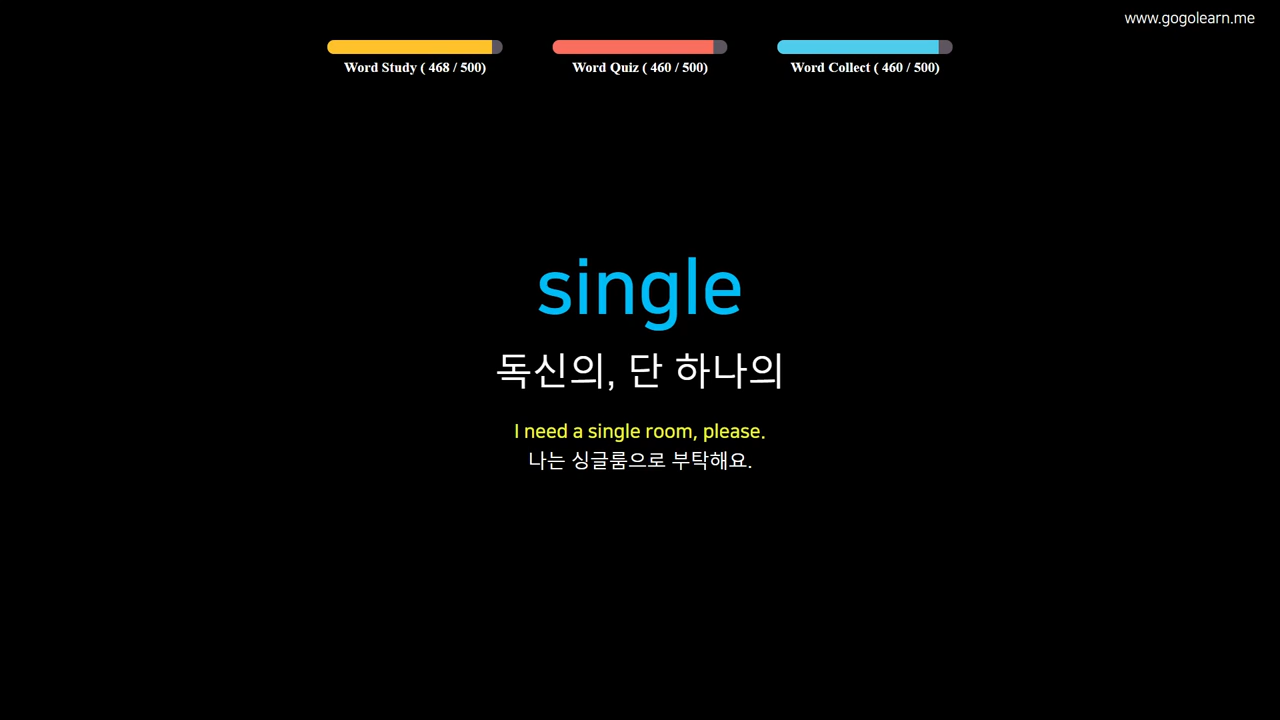 www.gogolearn.me
Word Study ( 468 / 500)
Word Quiz ( 460 / 500)
Word Collect ( 460 / 500)
single
독신의, 단 하나의
I need a single room, please.
나는 싱글룸으로 부탁해요.